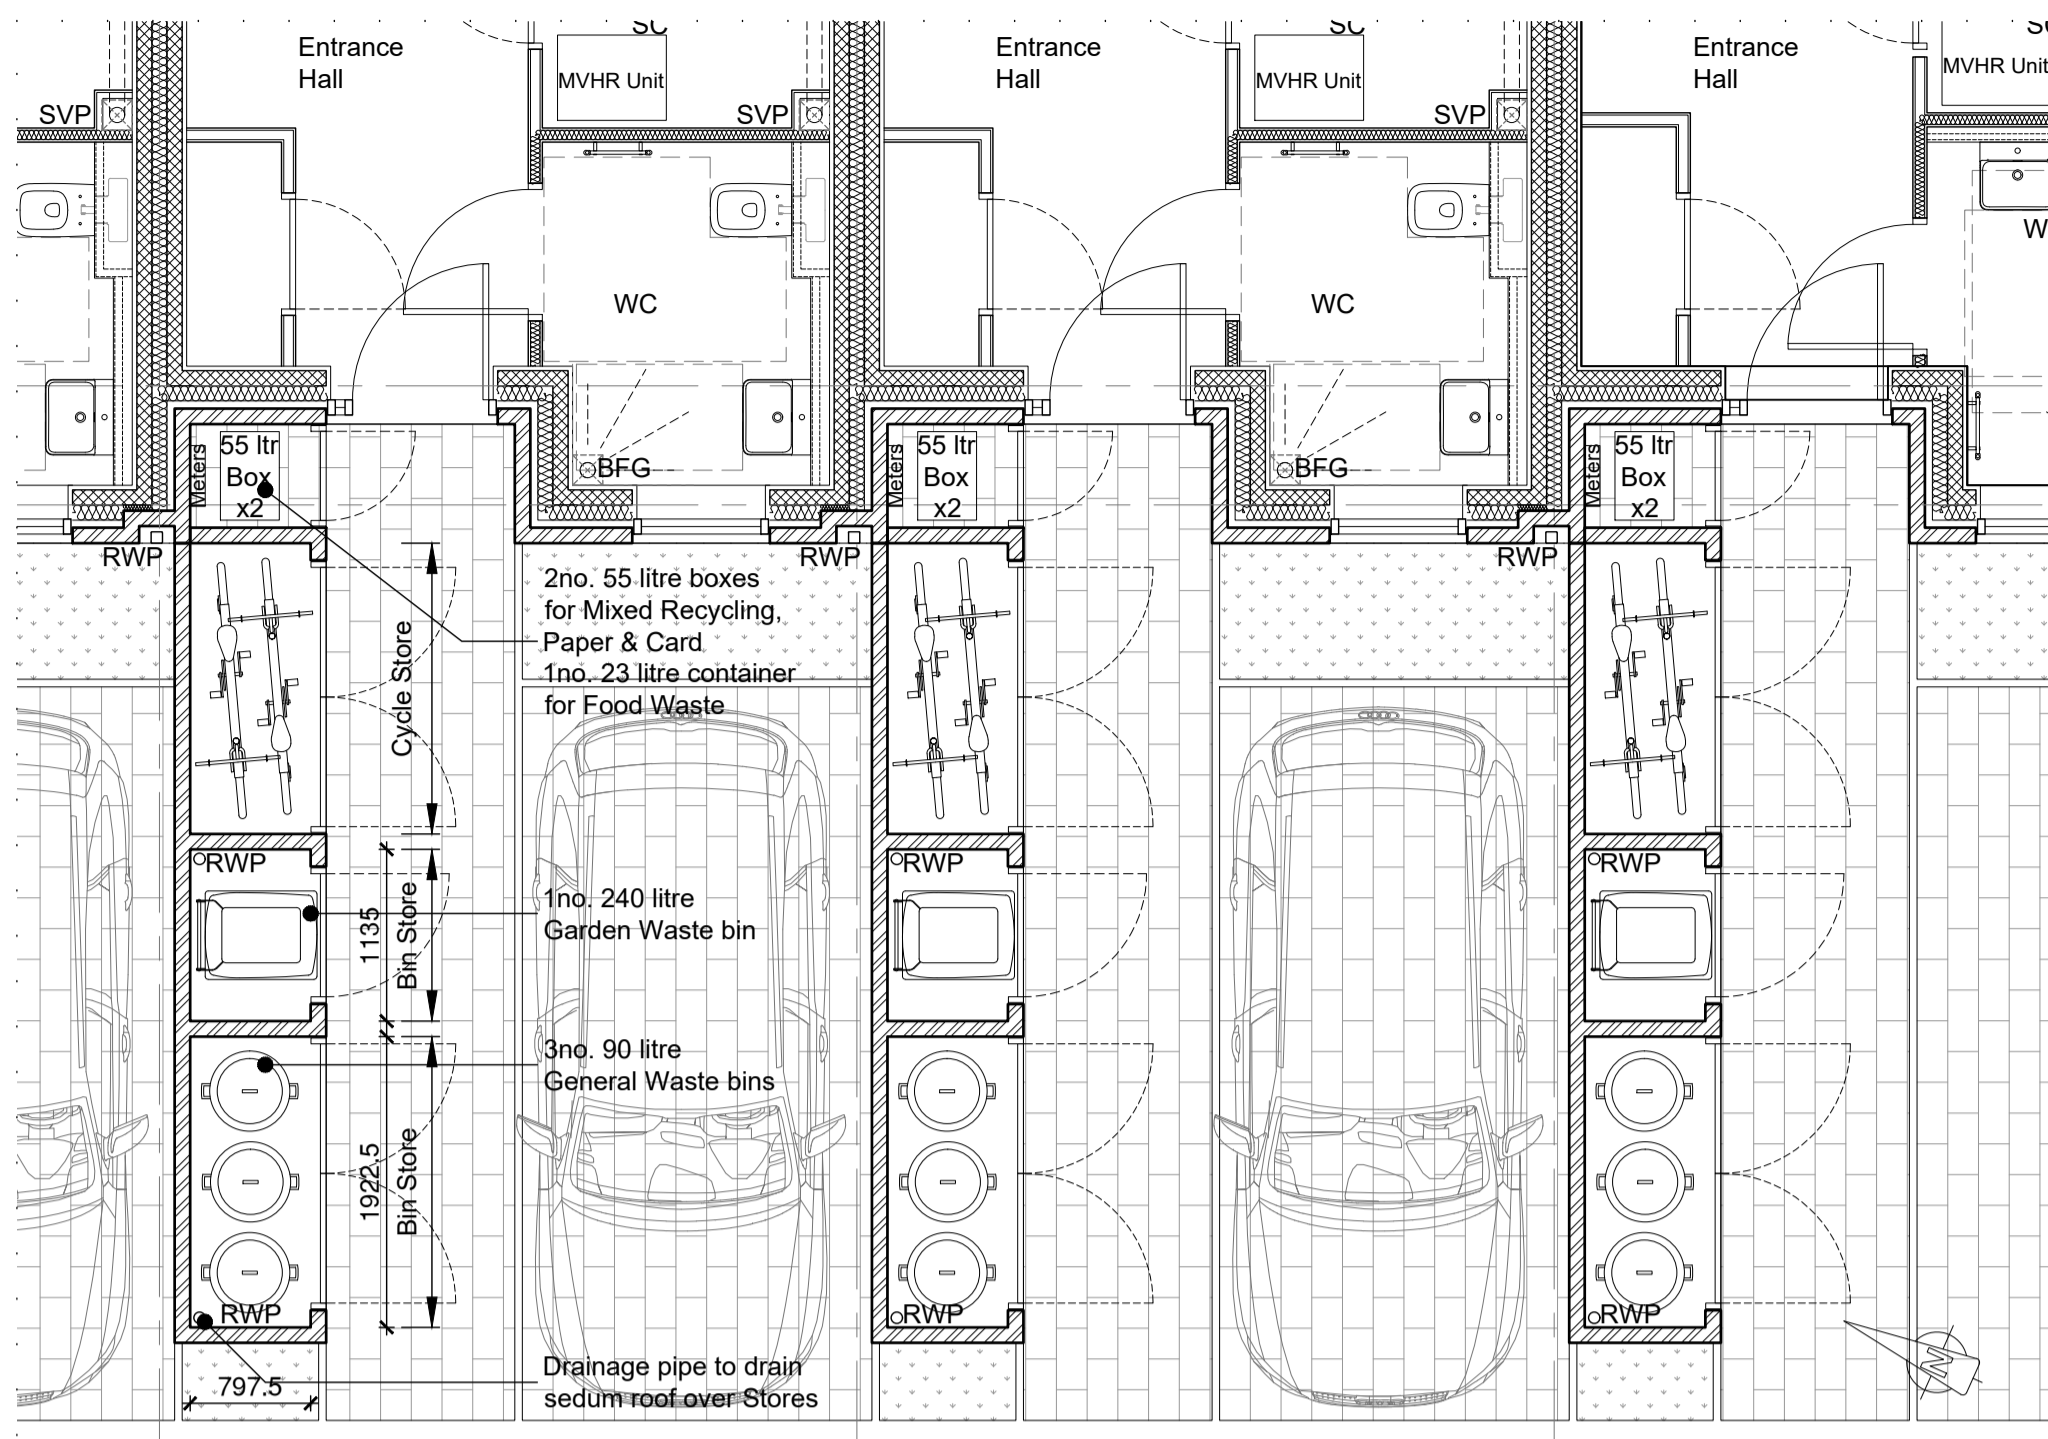 Entrance
Hall
SC
MVHR Unit
SVP
SVP
Entrance
Hall
SC
MVHR Unit
SVP
Entrance
Hall
MVHR Unit
WC
WC
Meters
55 ltr
Box
x2
BFG
Meters
55 ltr
Box
x2
BFG
Meters
55 ltr
Box
x2
RWP
RWP
RWP
2no. 55 litre boxes
for Mixed Recycling,
Paper & Card
1no. 23 litre container
for Food Waste
Cycle Store
RWP
RWP
RWP
1135
Bin Store
1no. 240 litre
Garden Waste bin
3no. 90 litre
General Waste bins
1922.5
Bin Store
RWP
RWP
RWP
Drainage pipe to drain
sedum roof over Stores
797.5
N